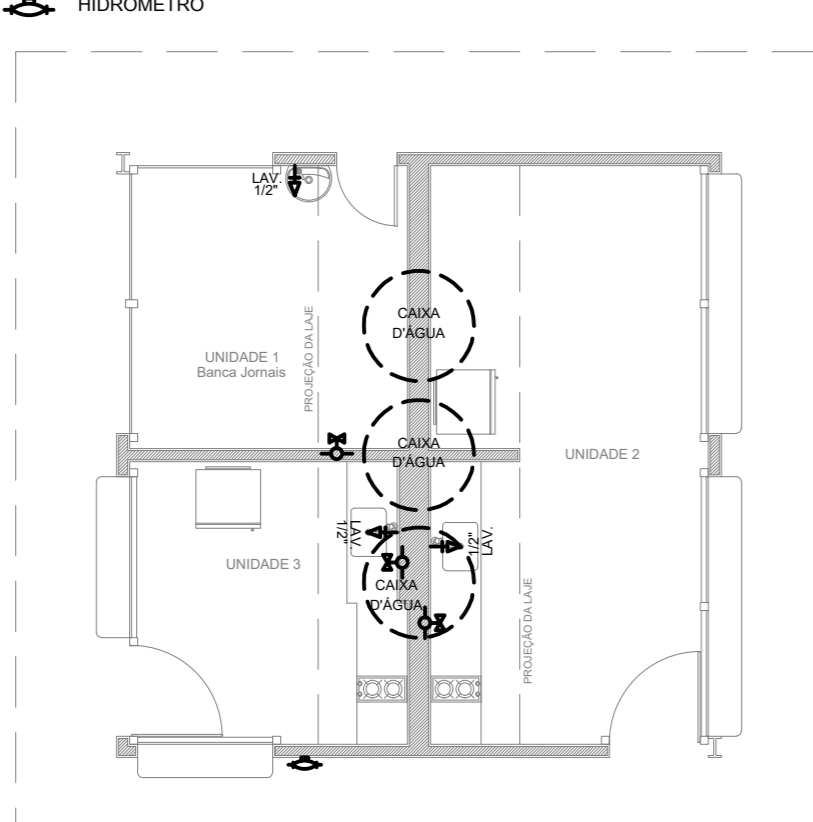 HIDRÔMETRO
LAV.
1/2"
CAIXA
D'ÁGUA
PROJEÇÃO DA LAJE
UNIDADE 1
Banca Jornais
CAIXA
D'ÁGUA
UNIDADE 2
LAV.
1/2"
1/2"
LAV.
UNIDADE 3
CAIXA
D'ÁGUA
PROJEÇÃO DA LAJE